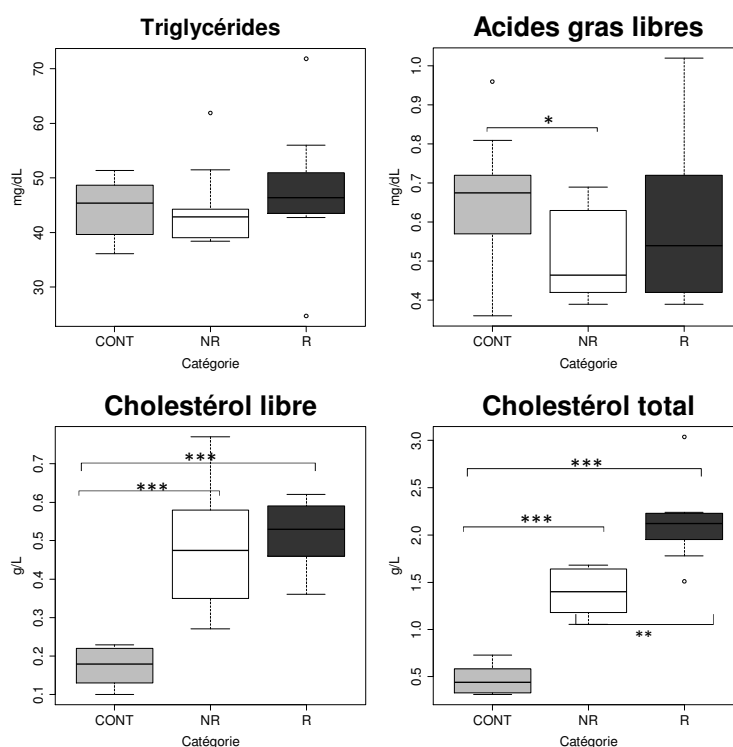 Triglycérides
mg/dL
70
60
50
40
30
CONT NR R
Catégorie
Acides gras libres
mg/dL
1.0
0.9
0.8
0.7
0.6
0.5
0.4
*
CONT NR R
Catégorie
Cholestérol libre
g/L
0.7
0.6
0.5
0.4
0.3
0.2
0.1
***
***
CONT NR R
Catégorie
Cholestérol total
g/L
3.0
2.5
2.0
1.5
1.0
0.5
***
***
**
CONT NR R
Catégorie